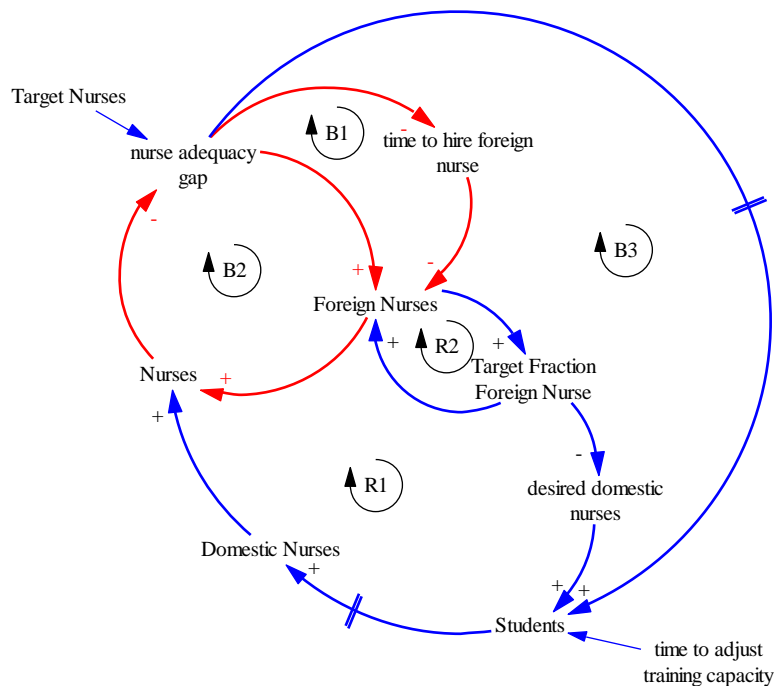 Target Nurses
nurse adequacy
gap
B1
-
time to hire foreign
nurse
-
B2
+
-
B3
Foreign Nurses
+
R2
+
Target Fraction
Foreign Nurse
Nurses
+
+
-
R1
desired domestic
nurses
Domestic Nurses
+
+
+
Students
time to adjust
training capacity